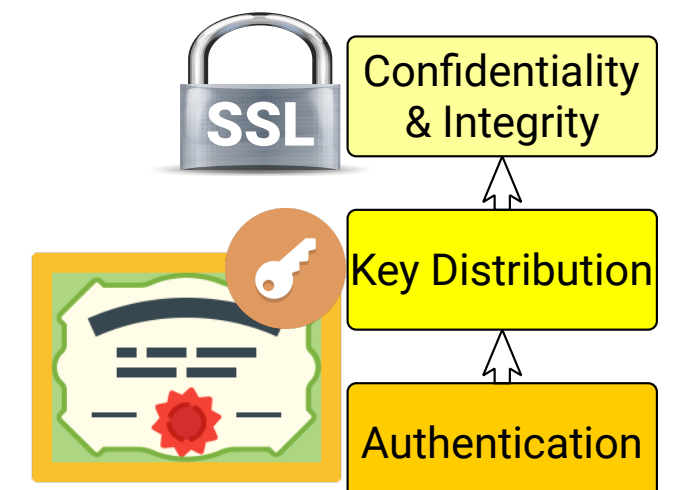 SSL
Confidentiality
& Integrity
Key Distribution
Authentication